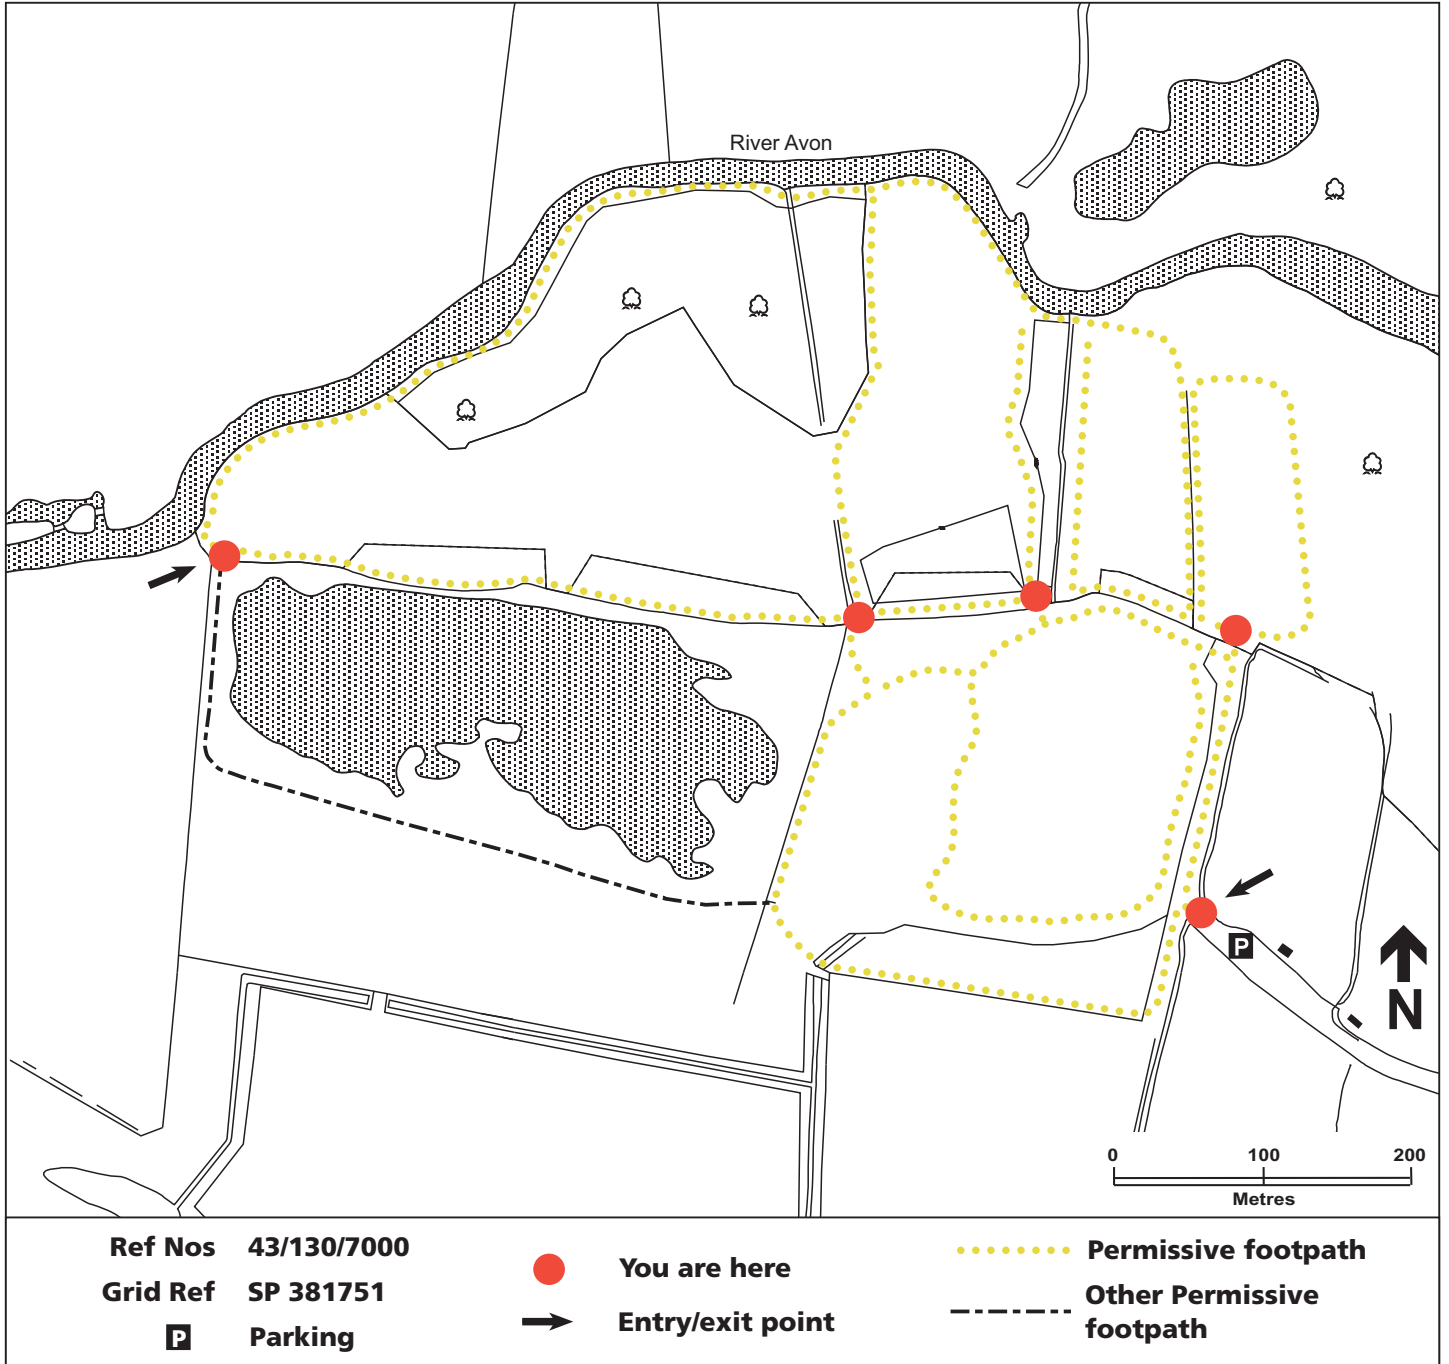 River Avon
P
N
0 100 200
Metres
Ref Nos 43/130/7000
Grid Ref SP 381751
P Parking
You are here
Entry/exit point
Permissive footpath
Other Permissive
footpath